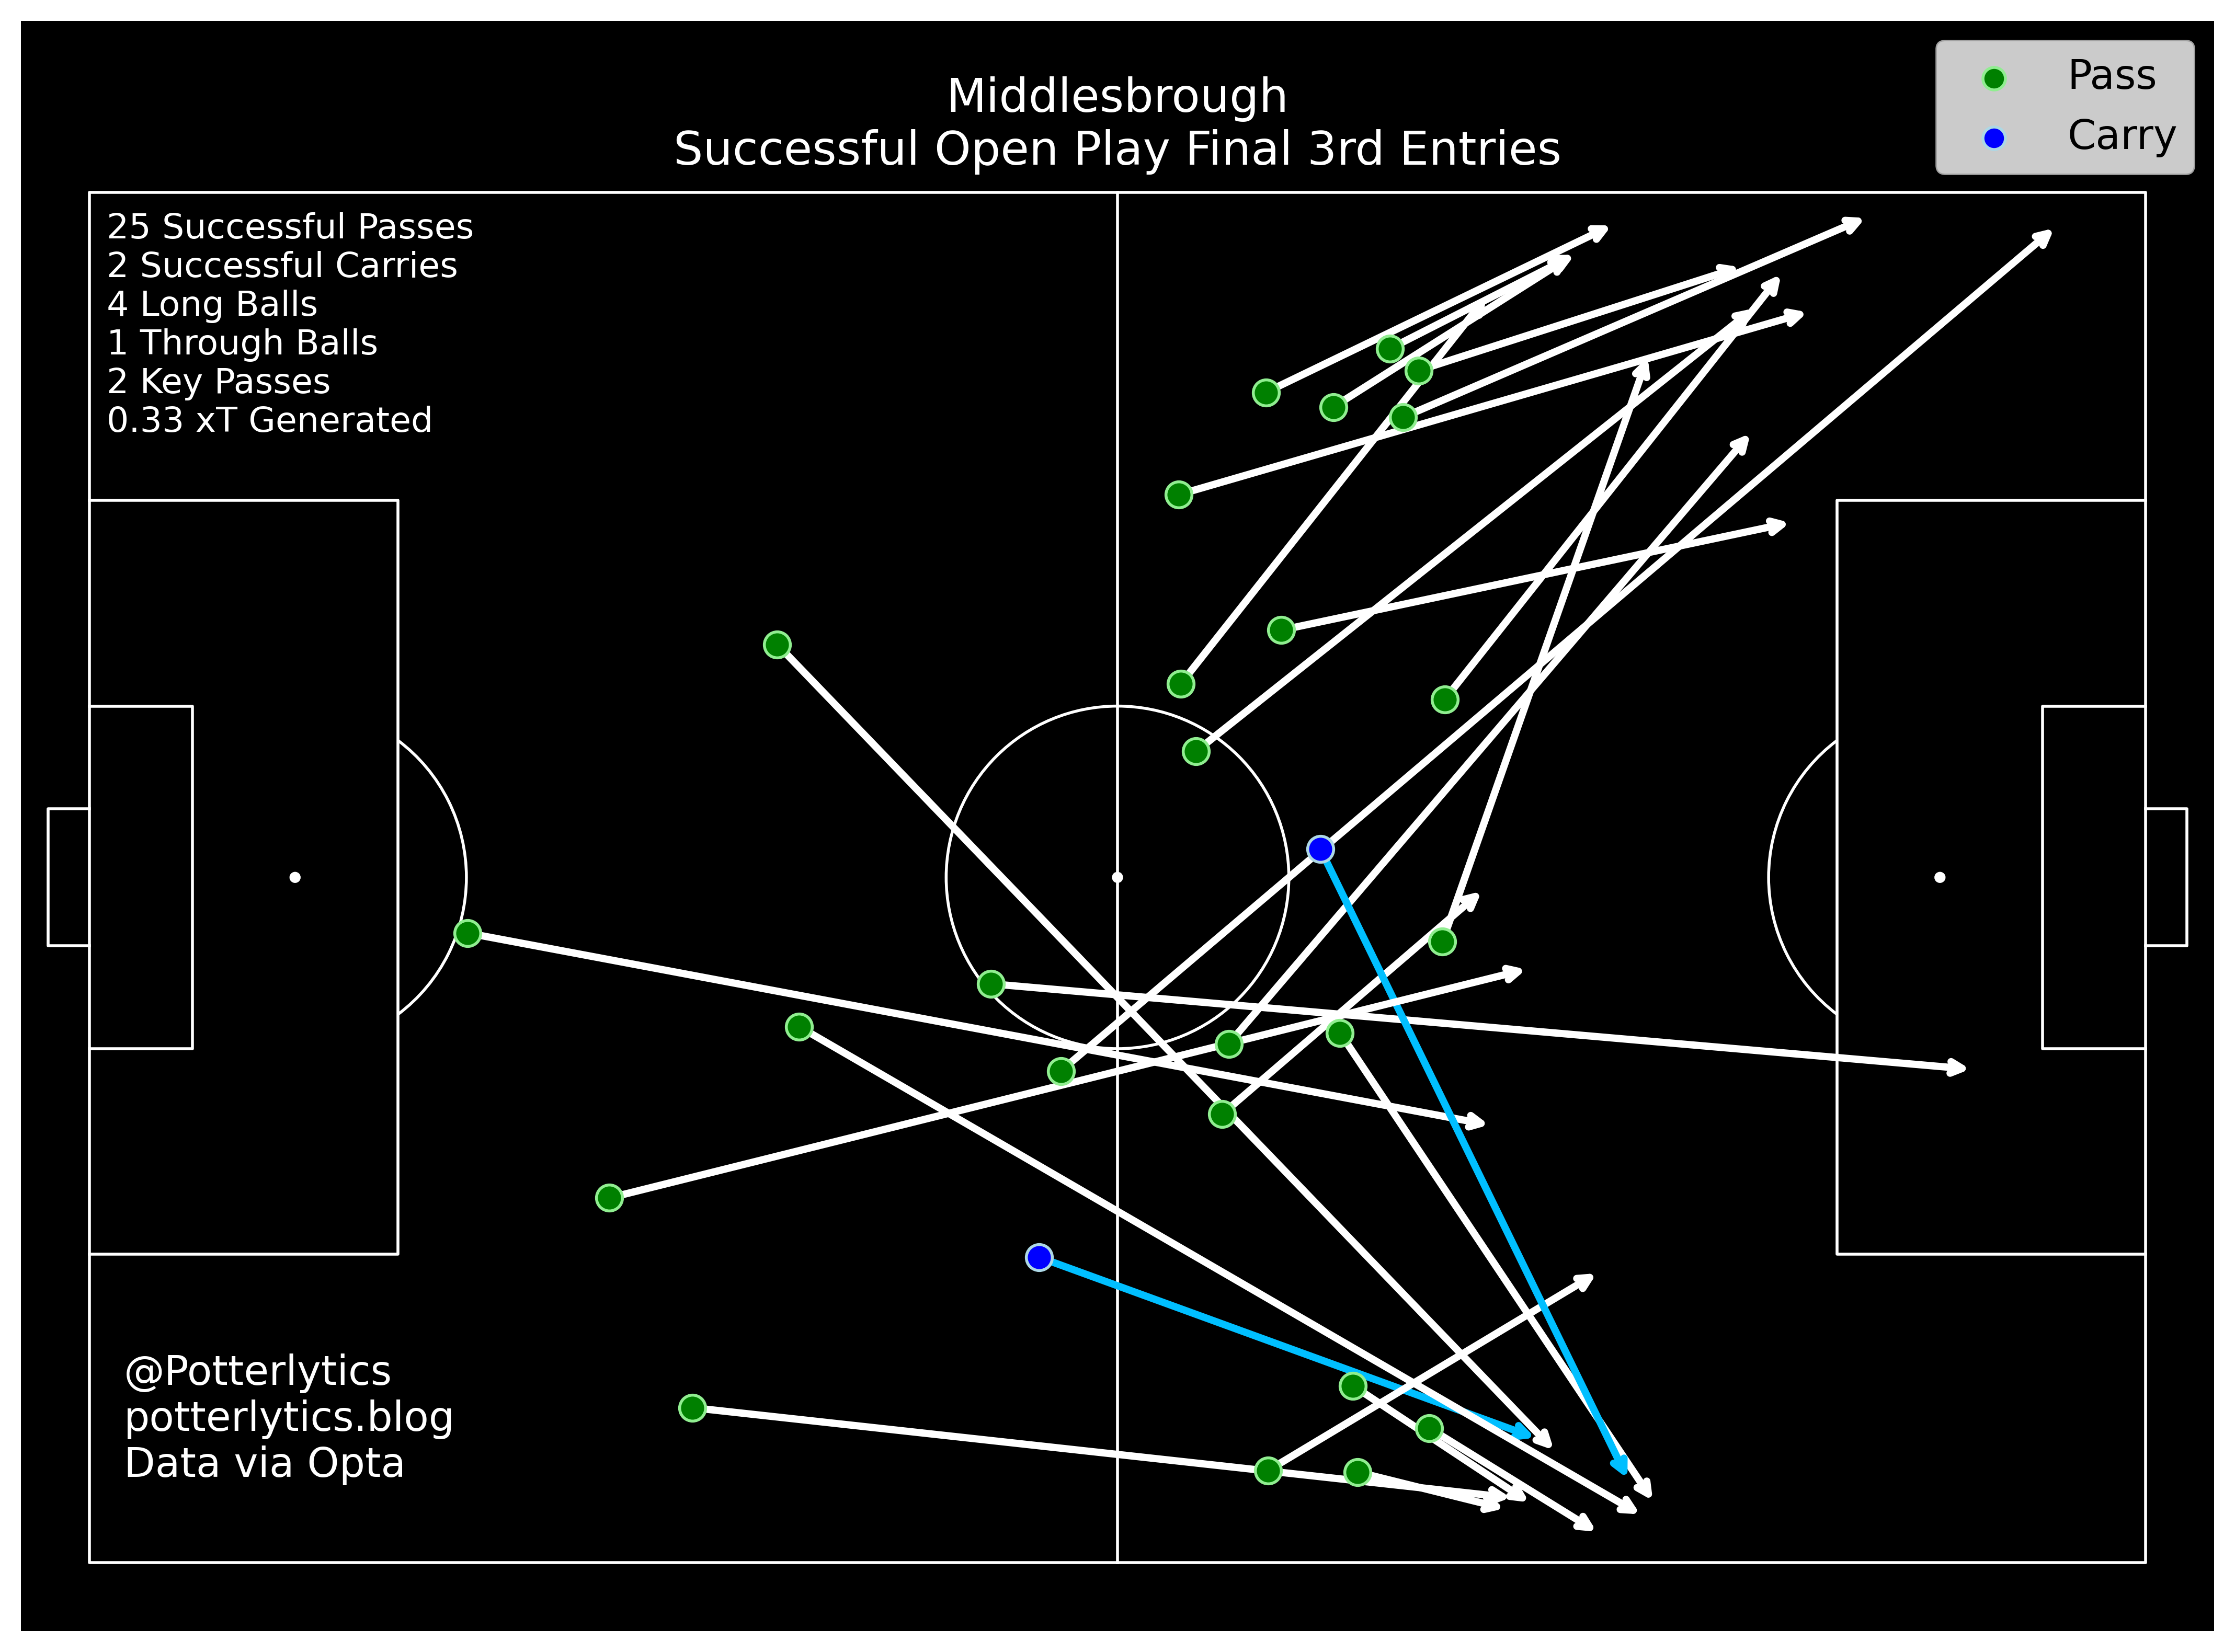 Middlesbrough
Successful Open Play Final 3rd Entries
Pass
Carry
25 Successful Passes
2 Successful Carries
4 Long Balls
1 Through Balls
2 Key Passes
0.33 xT Generated
@Potterlytics
potterlytics.blog
Data via Opta